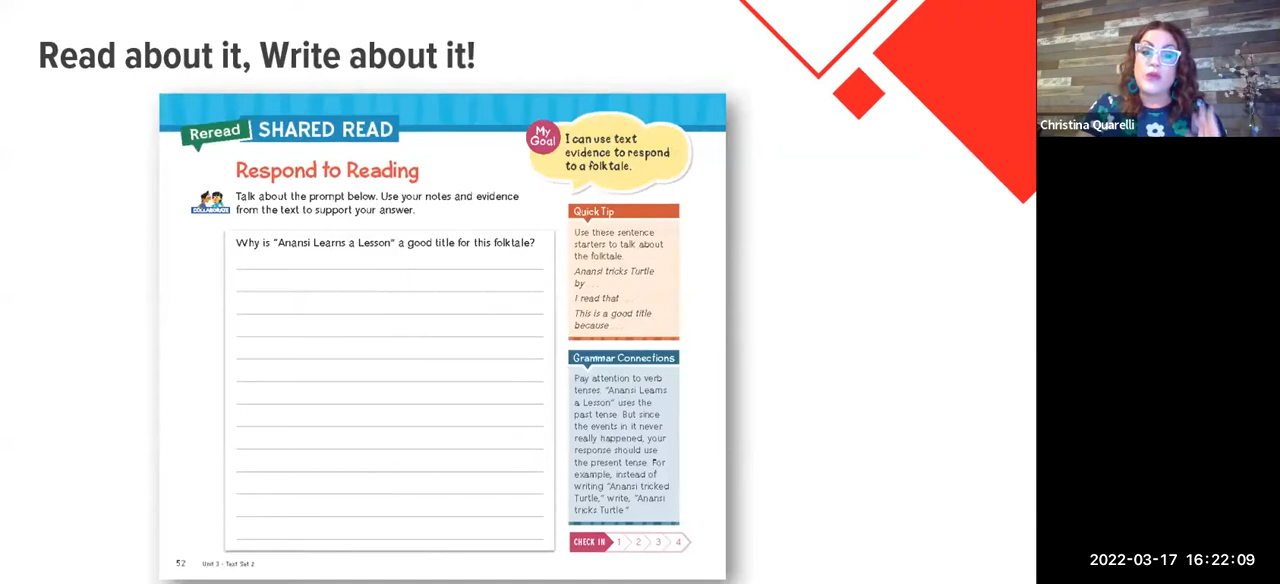 Read about it, Write about it!
Reread SHARED READ
My
Goal
I can use text
evidence to respond
to a folktale.
Respond to Reading
COLLABORATE
Talk about the prompt below. Use your notes and evidence
from the text to support your answer.
Why is "Anansi Learns a Lesson" a good title for this folktale?
Quick Tip
Use these sentence
starters to talk about
the folktale.
Anansi tricks Turtle
by . . .
I read that . . .
This is a good title
because . . .
Grammar Connections
Pay attention to verb
tenses. "Anansi Learns
a Lesson" uses the
past tense. But since
the events in it never
really happened, your
response should use
the present tense. For
example, instead of
writing "Anansi tricked
Turtle," write, "Anansi
tricks Turtle."
CHECK IN 1 2 3 4
52 Unit 3 - Text Set 2
Christina Quarelli
2022-03-17 16:22:09